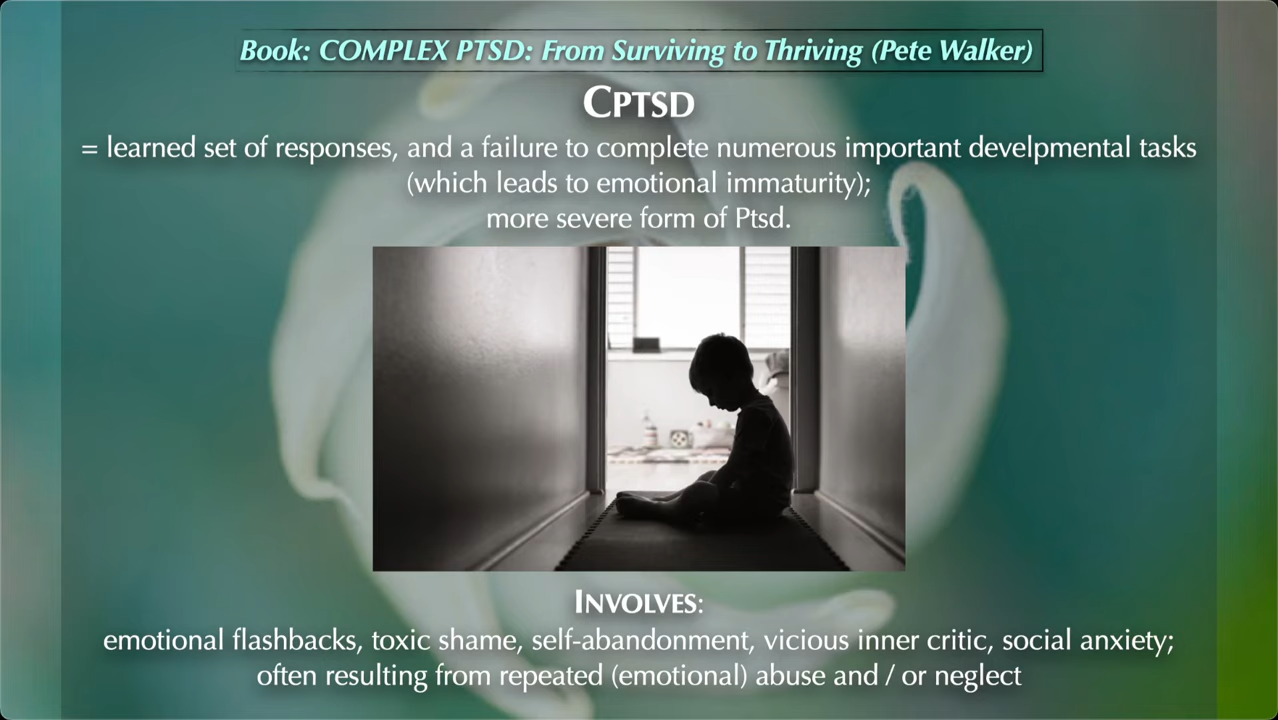 Book: COMPLEX PTSD: From Surviving to Thriving (Pete Walker)
CPTSD
= learned set of responses, and a failure to complete numerous important develpmental tasks
(which leads to emotional immaturity);
more severe form of Ptsd.
INVOLVES:
emotional flashbacks, toxic shame, self-abandonment, vicious inner critic, social anxiety;
often resulting from repeated (emotional) abuse and / or neglect